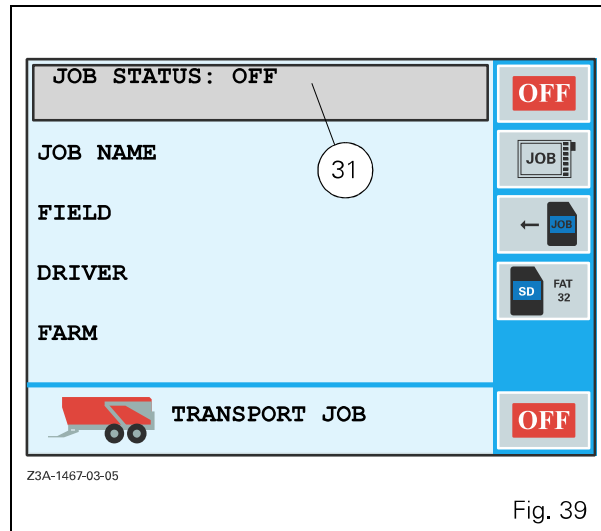 JOB STATUS: OFF
OFF
JOB NAME
31
JOB
FIELD
JOB
DRIVER
SD
FAT
32
FARM
TRANSPORT JOB
OFF
Z3A-1467-03-05
Fig. 39